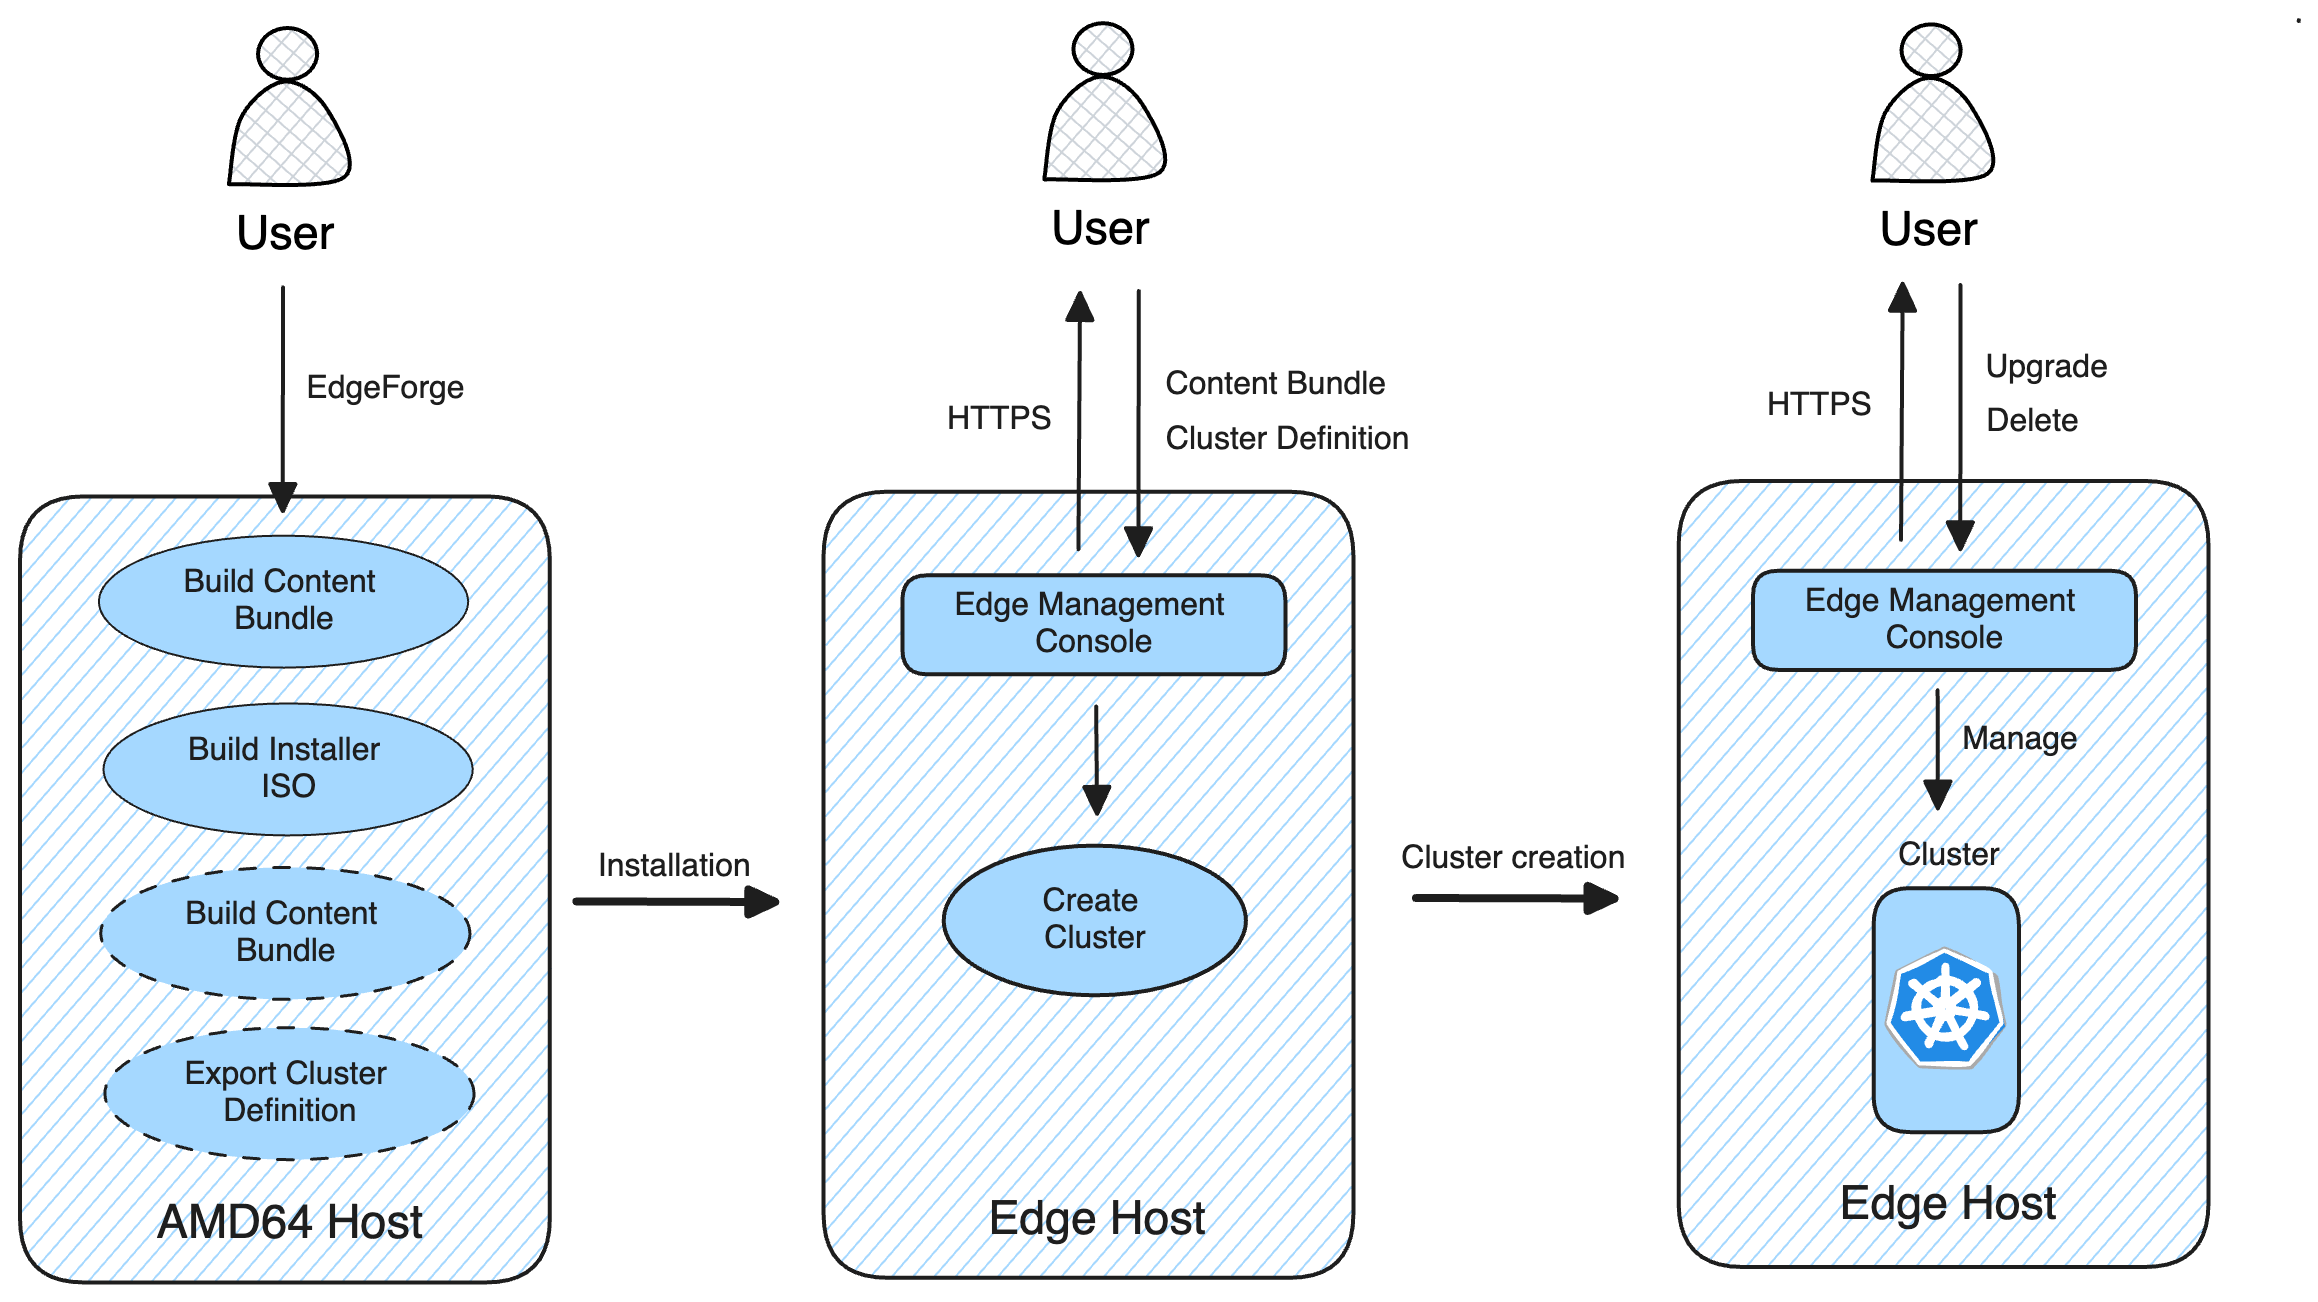 User
EdgeForge
Build Content
Bundle
Build Installer
ISO
Build Content
Bundle
Export Cluster
Definition
AMD64 Host
Installation
User
HTTPS
Content Bundle
Cluster Definition
Edge Management
Console
Create
Cluster
Edge Host
Cluster creation
User
HTTPS
Upgrade
Delete
Edge Management
Console
Manage
Cluster
Edge Host